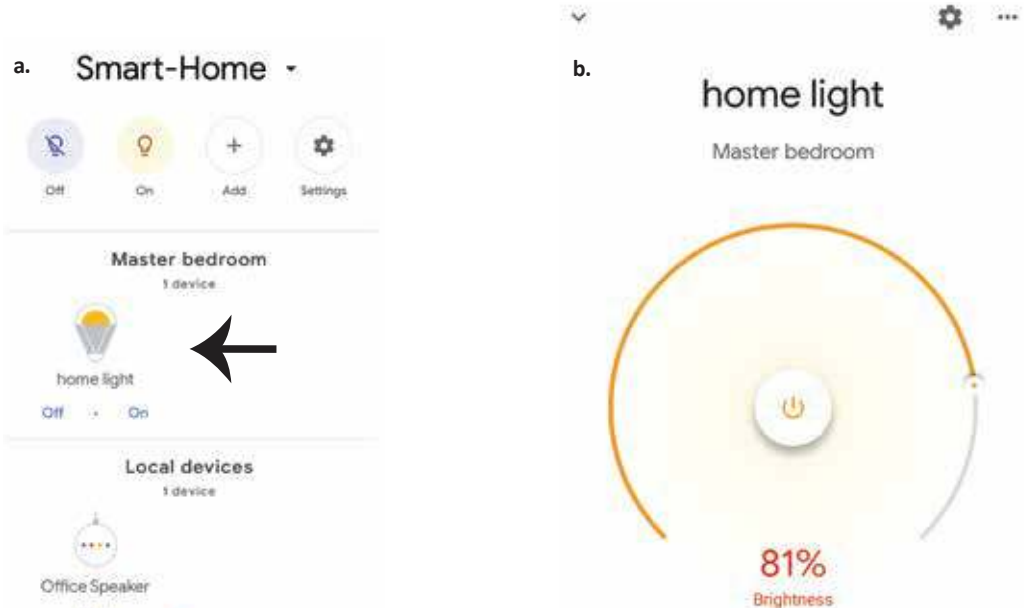 a.
Smart-Home
Off
On
Add
Settings
Master bedroom
1 device
home light
Off • On
Local devices
1 device
Office Speaker
b.
home light
Master bedroom
81%
Brightness